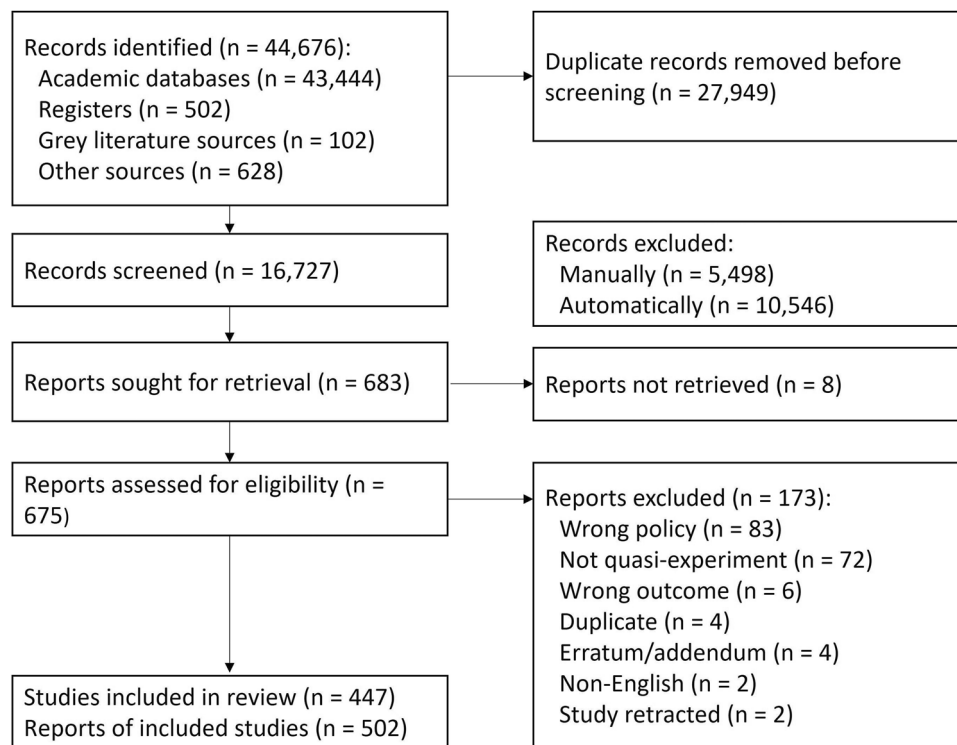 Records identified (n = 44,676):
Academic databases (n = 43,444)
Registers (n = 502)
Grey literature sources (n = 102)
Other sources (n = 628)
Duplicate records removed before
screening (n = 27,949)
Records screened (n = 16,727)
Records excluded:
Manually (n = 5,498)
Automatically (n = 10,546)
Reports sought for retrieval (n = 683)
Reports not retrieved (n = 8)
Reports assessed for eligibility (n =
675)
Reports excluded (n = 173):
Wrong policy (n = 83)
Not quasi-experiment (n = 72)
Wrong outcome (n = 6)
Duplicate (n = 4)
Erratum/addendum (n = 4)
Non-English (n = 2)
Study retracted (n = 2)
Studies included in review (n = 447)
Reports of included studies (n = 502)